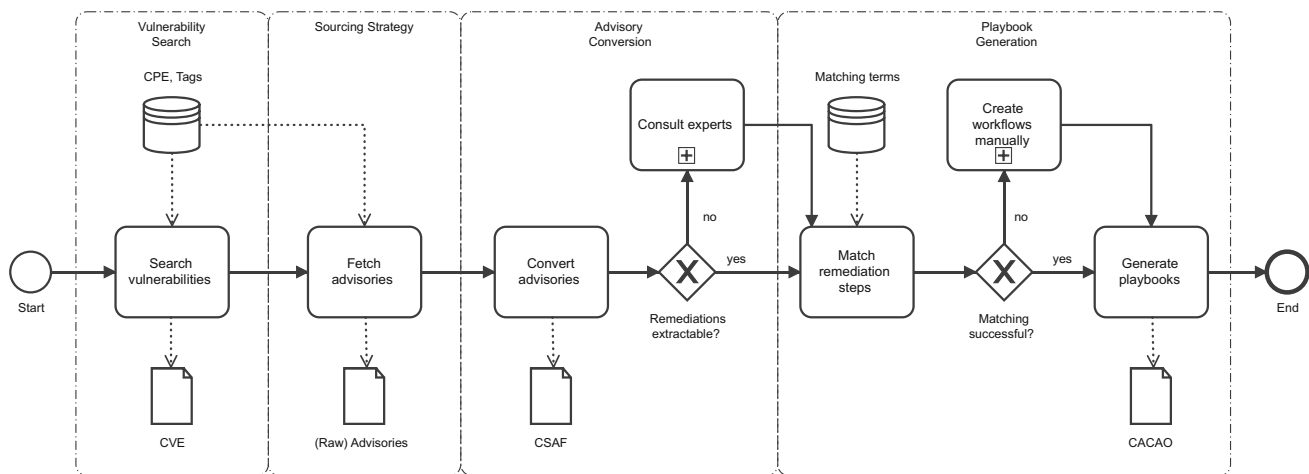 Vulnerability
Search
Sourcing Strategy
Advisory
Conversion
Playbook
Generation
CPE, Tags
Matching terms
Consult experts
Create
workflows
manually
no
no
Start
Search
vulnerabilities
Fetch
advisories
Convert
advisories
X
yes
Match
remediation
steps
X
yes
Generate
playbooks
End
Remediations
extractable?
Matching
successful?
CVE
(Raw) Advisories
CSAF
CACAO